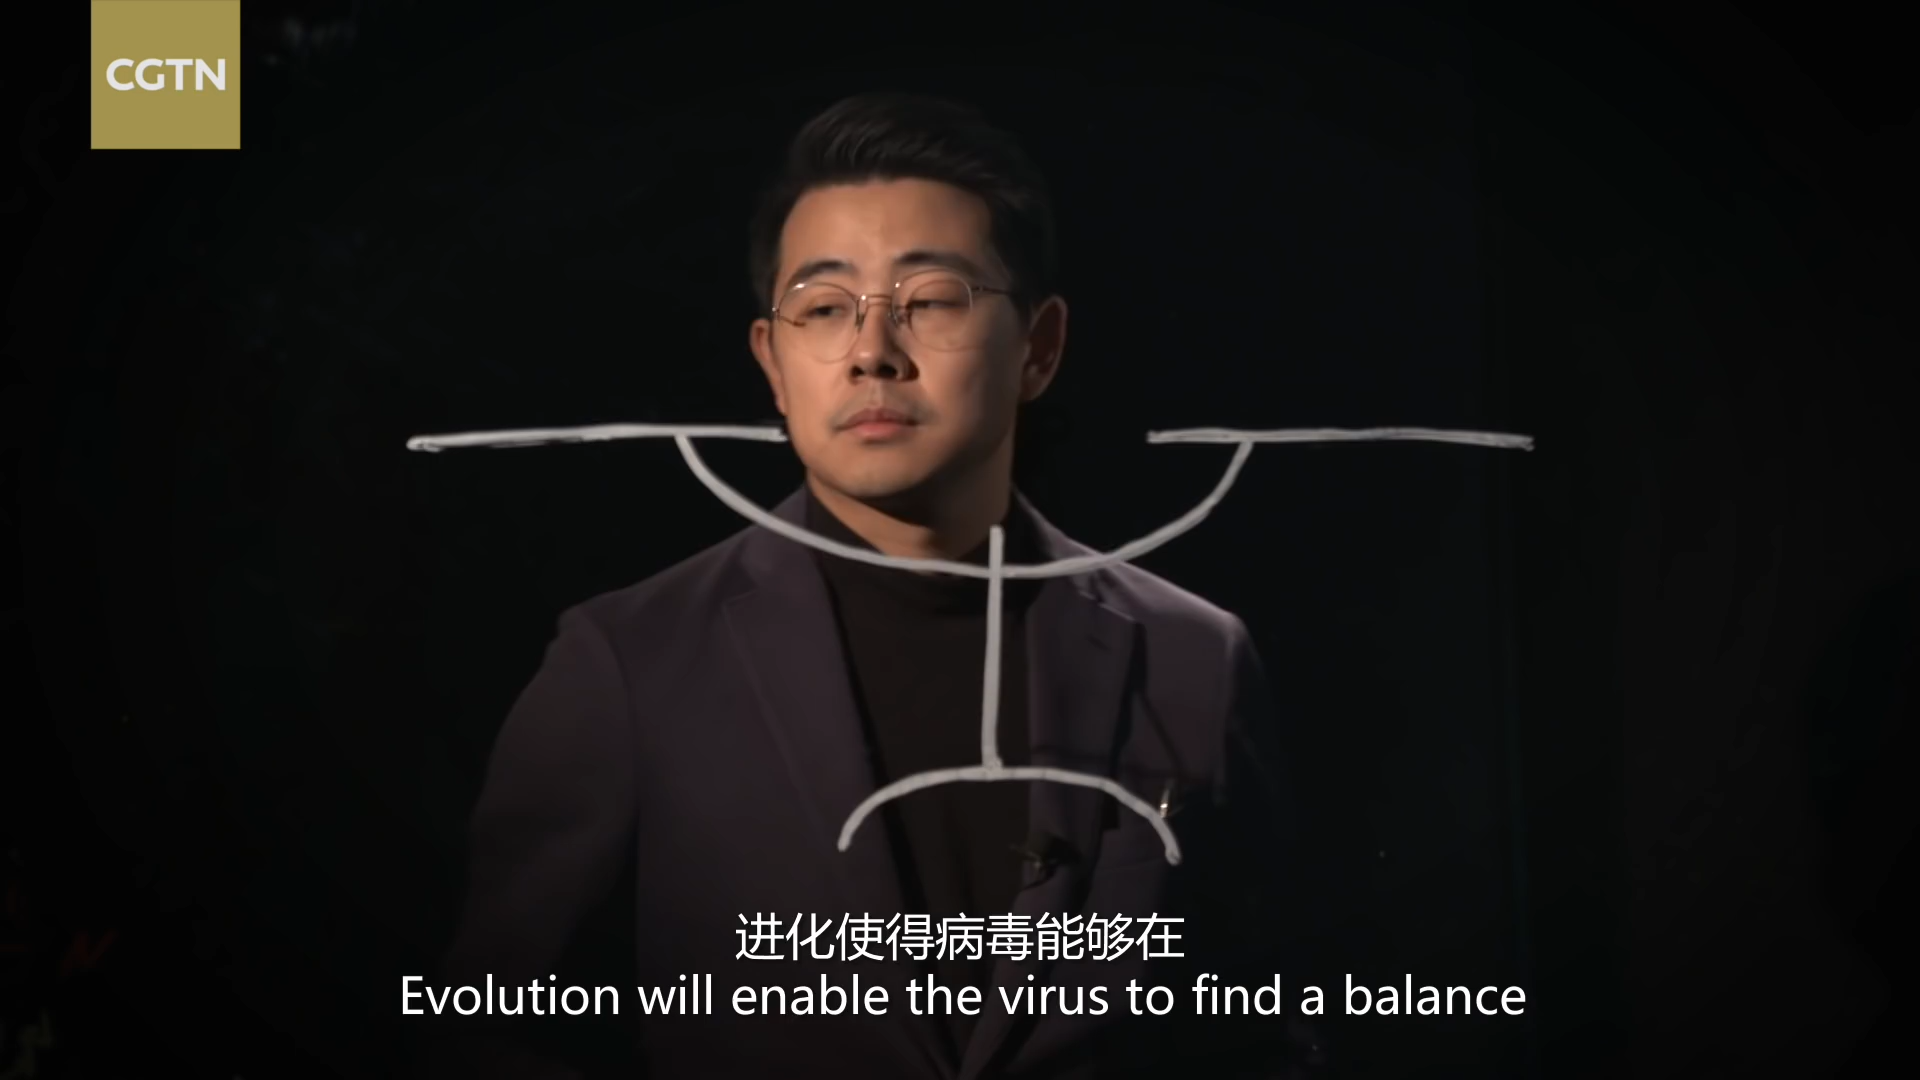 CGTN
进化使得病毒能够在
Evolution will enable the virus to find a balance